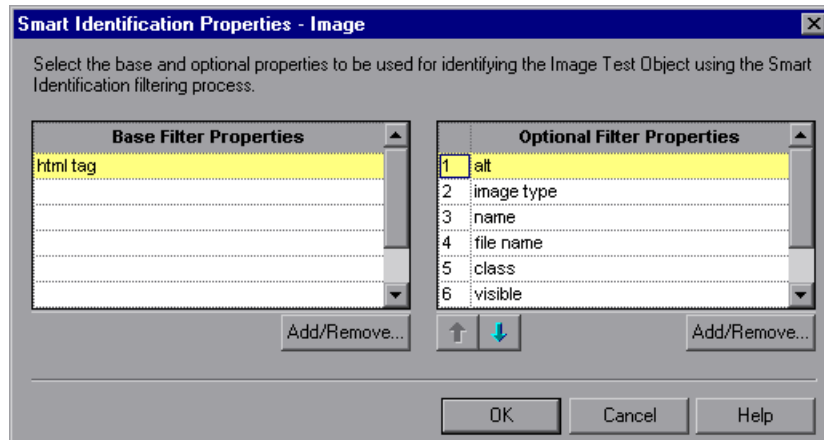 Smart Identification Properties - Image
Select the base and optional properties to be used for identifying the Image Test Object using the Smart
Identification filtering process.
Base Filter Properties
html tag
Add/Remove...
Optional Filter Properties
1 alt
2 image type
3 name
4 file name
5 class
6 visible
Add/Remove...
OK Cancel Help